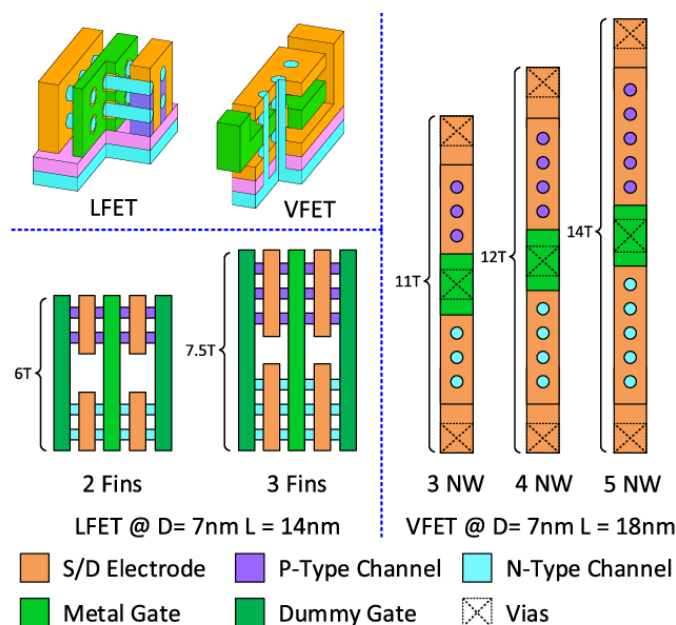 LFET
VFET
6T
7.5T
2 Fins
3 Fins
LFET @ D= 7nm L = 14nm
11T
12T
14T
3 NW
4 NW
5 NW
VFET @ D= 7nm L = 18nm
S/D Electrode
P-Type Channel
N-Type Channel
Metal Gate
Dummy Gate
Vias